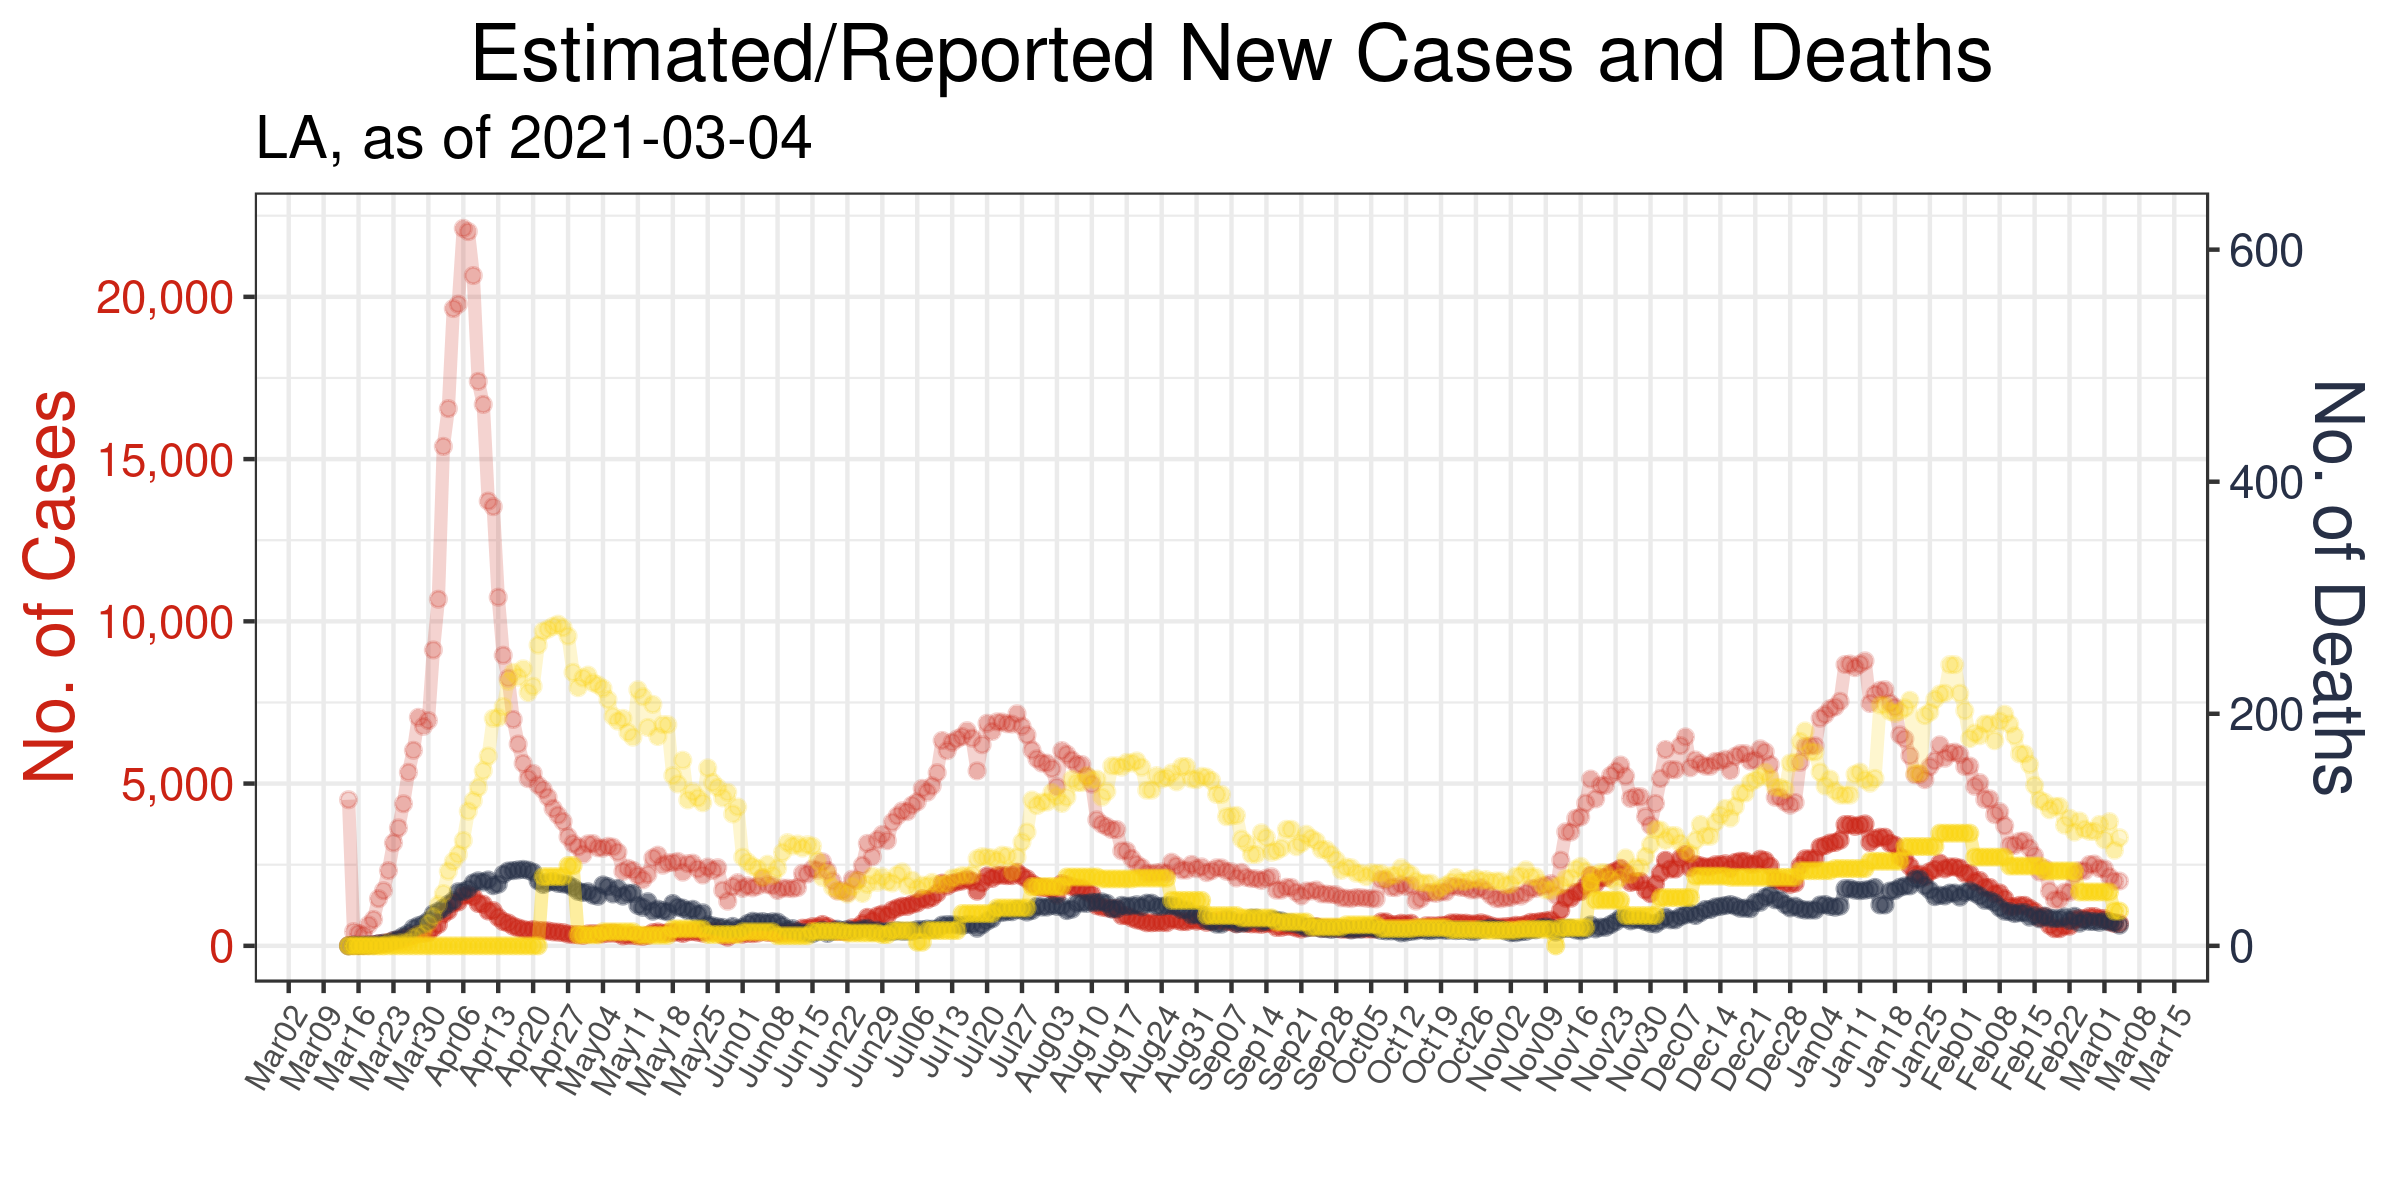 Estimated/Reported New Cases and Deaths
LA, as of 2021-03-04
No. of Cases
20,000
15,000
10,000
5,000
0
600
400
200
0
No. of Deaths
Mar02
Mar09
Mar16
Mar23
Mar30
Apr06
Apr13
Apr20
Apr27
May04
May11
May18
May25
Jun01
Jun08
Jun15
Jun22
Jun29
Jul06
Jul13
Jul20
Jul27
Aug03
Aug10
Aug17
Aug24
Aug31
Sep07
Sep14
Sep21
Sep28
Oct05
Oct12
Oct19
Oct26
Nov02
Nov09
Nov16
Nov23
Nov30
Dec07
Dec14
Dec21
Dec28
Jan04
Jan11
Jan18
Jan25
Feb01
Feb08
Feb15
Feb22
Mar01
Mar08
Mar15